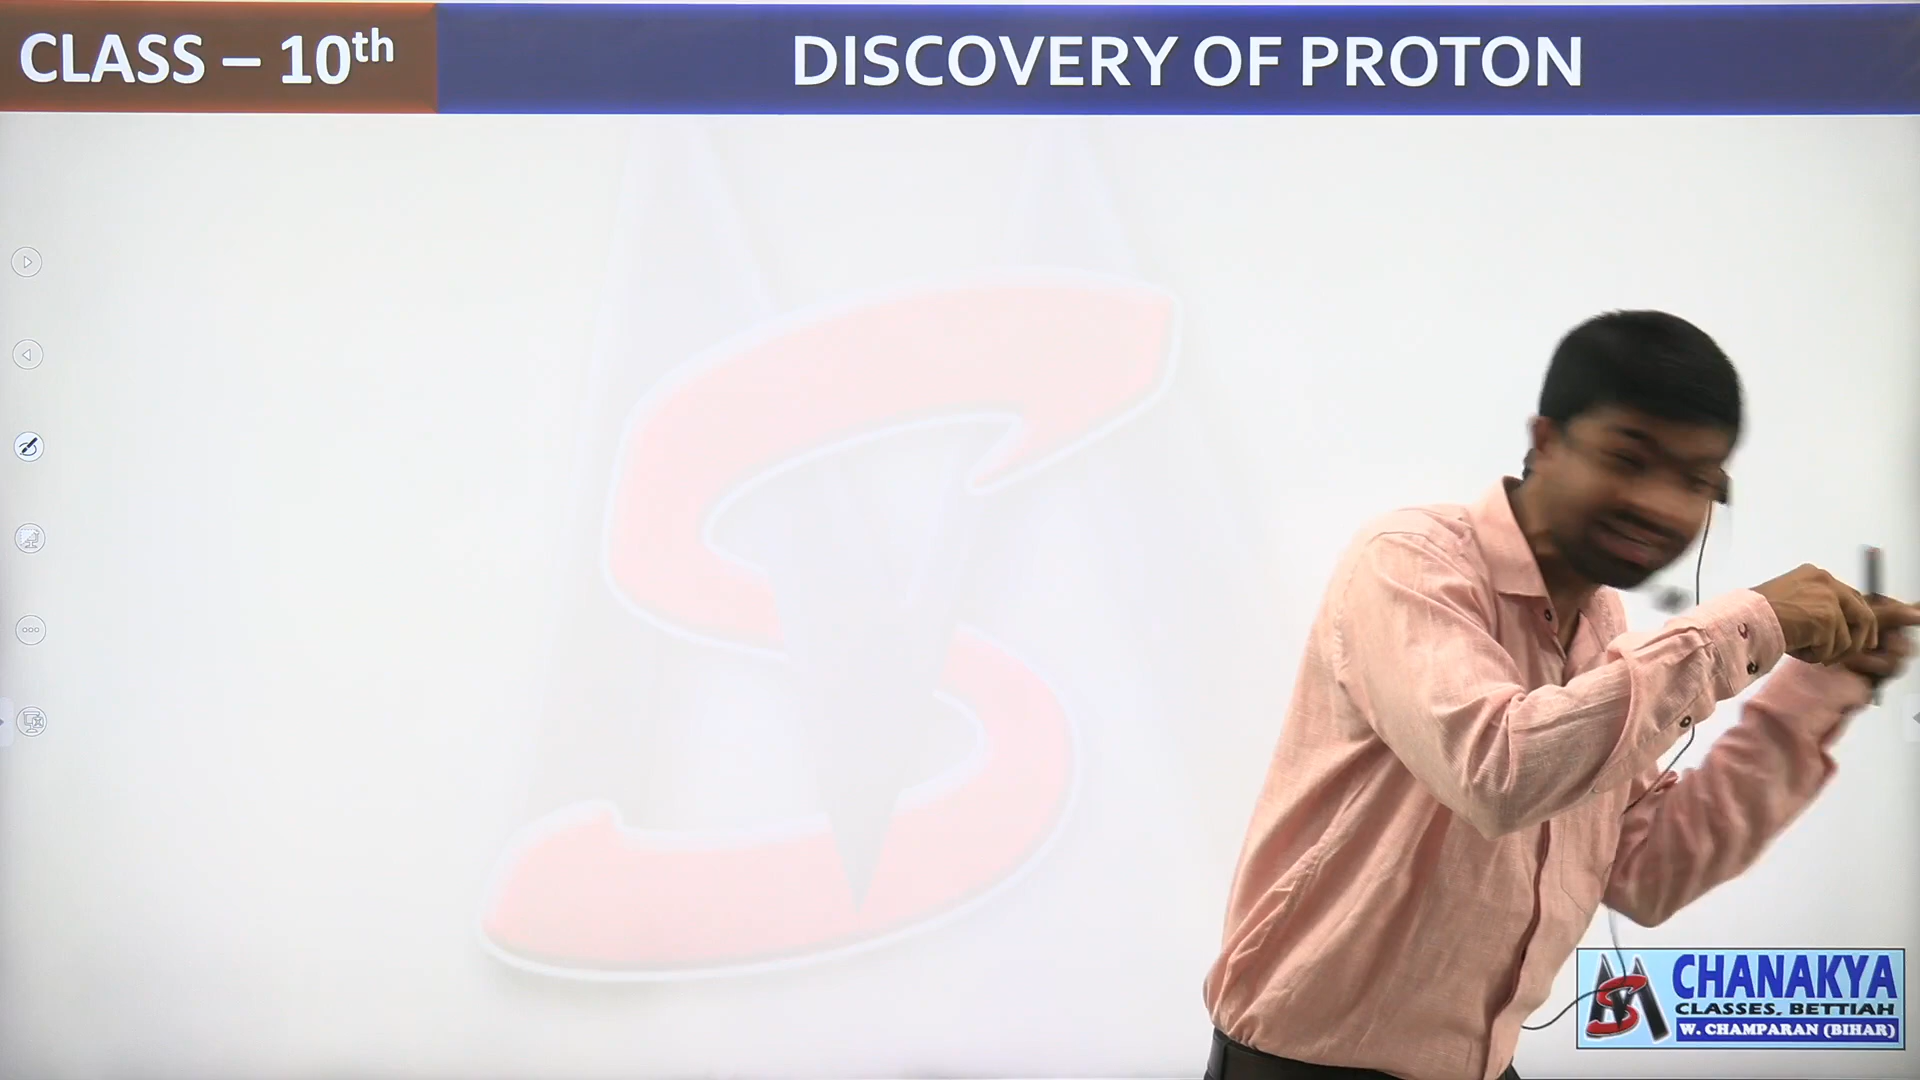 CLASS – 10th
DISCOVERY OF PROTON
CHANAKYA
CLASSES, BETTIAH
W. CHAMPARAN (BIHAR)